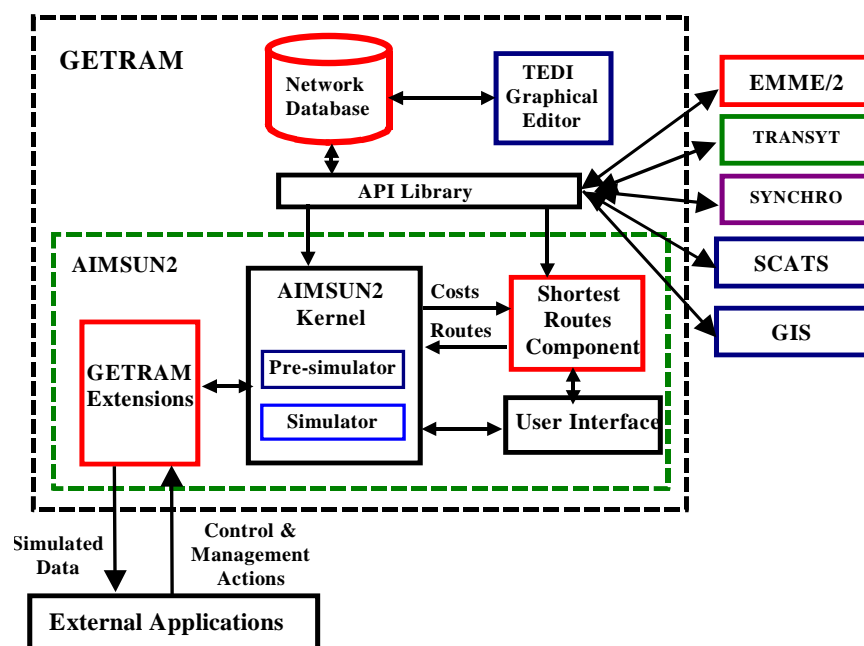 GETRAM
Network
Database
TEDI
Graphical
Editor
EMME/2
TRANSYT
SYNCHRO
SCATS
GIS
API Library
AIMSUN2
AIMSUN2
Kernel
Pre-simulator
Simulator
Costs
Routes
Shortest
Routes
Component
GETRAM
Extensions
User Interface
Simulated
Data
Control &
Management
Actions
External Applications